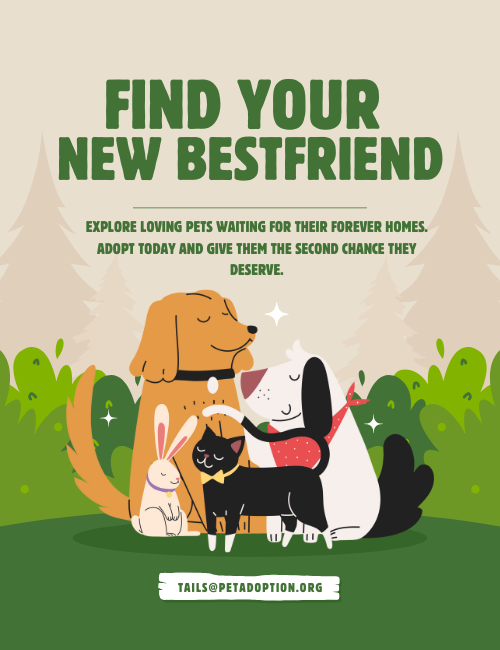 FIND YOUR
NEW BESTFRIEND
EXPLORE LOVING PETS WAITING FOR THEIR FOREVER HOMES.
ADOPT TODAY AND GIVE THEM THE SECOND CHANCE THEY
DESERVE.
TAILS@PETADOPTION.ORG